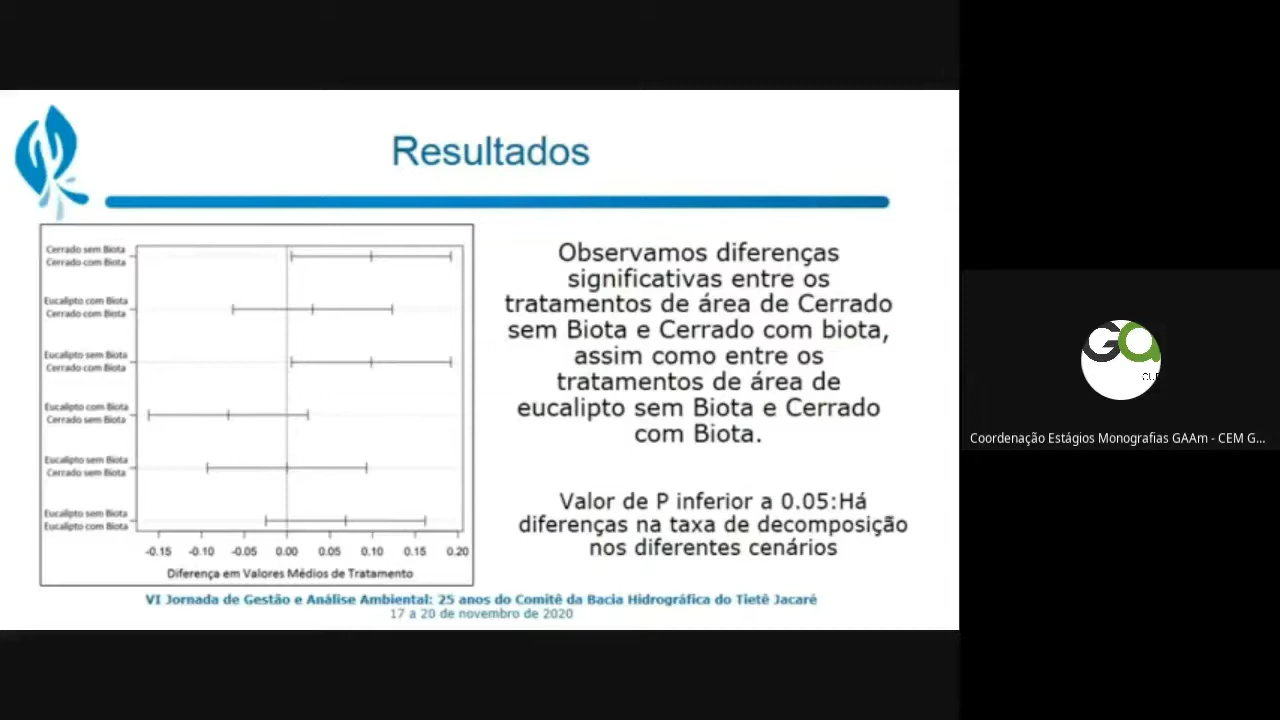 Resultados
Cerrado sem Biota
Cerrado com Biota
Eucalipto com Biota
Cerrado com Biota
Eucalipto sem Biota
Cerrado com Biota
Eucalipto com Biota
Cerrado sem Biota
Eucalipto sem Biota
Cerrado sem Biota
Eucalipto sem Biota
Eucalipto com Biota
-0.15 -0.10 -0.05 0.00 0.05 0.10 0.15 0.20
Diferença em Valores Médios de Tratamento
Observamos diferenças
significativas entre os
tratamentos de área de Cerrado
sem Biota e Cerrado com biota,
assim como entre os
tratamentos de área de
eucalipto sem Biota e Cerrado
com Biota.
Valor de P inferior a 0.05:Há
diferenças na taxa de decomposição
nos diferentes cenários
VI Jornada de Gestão e Análise Ambiental: 25 anos do Comitê da Bacia Hidrográfica do Tietê Jacaré
17 a 20 de novembro de 2020
Coordenação Estágios Monografias GAAm - CEM G...